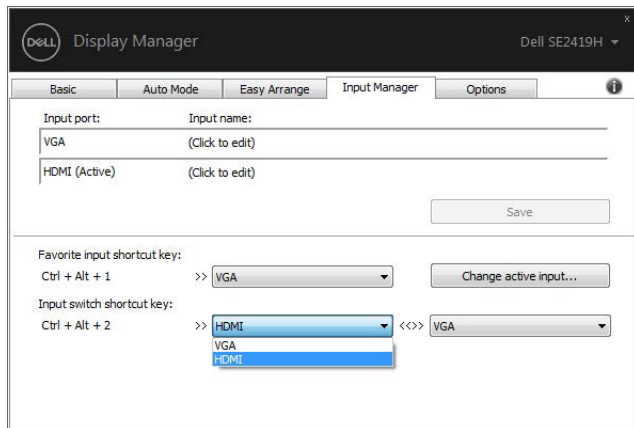 x
DELL Display Manager Dell SE2419H
Basic Auto Mode Easy Arrange Input Manager Options i
Input port: Input name:
VGA (Click to edit)
HDMI (Active) (Click to edit)
Save
Favorite input shortcut key:
Ctrl + Alt + 1 >> VGA Change active input...
Input switch shortcut key:
Ctrl + Alt + 2 >> HDMI <<>> VGA
VGA
HDMI